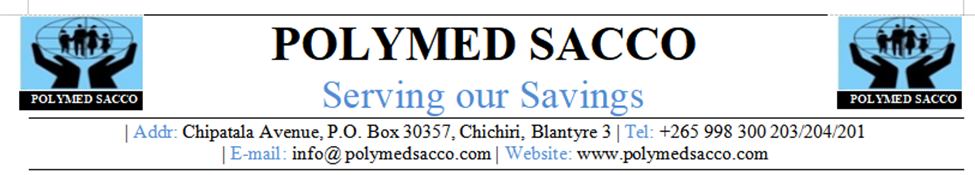 POLYMED SACCO
Serving our Savings
POLYMED SACCO
POLYMED SACCO
| Addr: Chipatala Avenue, P.O. Box 30357, Chichiri, Blantyre 3 | Tel: +265 998 300 203/204/201
| E-mail: info@polymedsacco.com | Website: www.polymedsacco.com